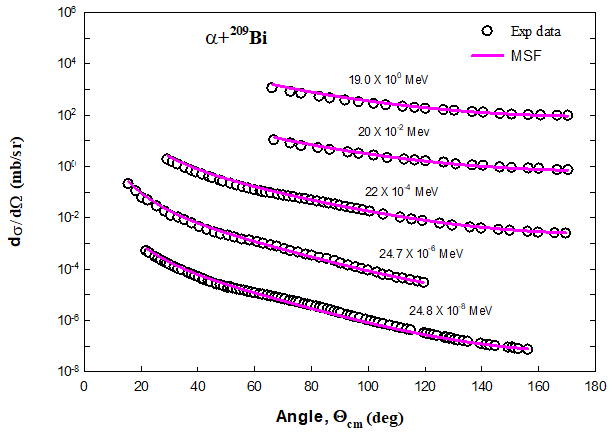 α+²⁰⁹Bi
Exp data
MSF
19.0 X 10⁰ MeV
20 X 10⁻² Mev
22 X 10⁻⁴ MeV
24.7 X 10⁻⁶ MeV
24.8 X 10⁻⁸ MeV
dσ/dΩ (mb/sr)
10⁶
10⁴
10²
10⁰
10⁻²
10⁻⁴
10⁻⁶
10⁻⁸
0 20 40 60 80 100 120 140 160 180
Angle, Θcm (deg)